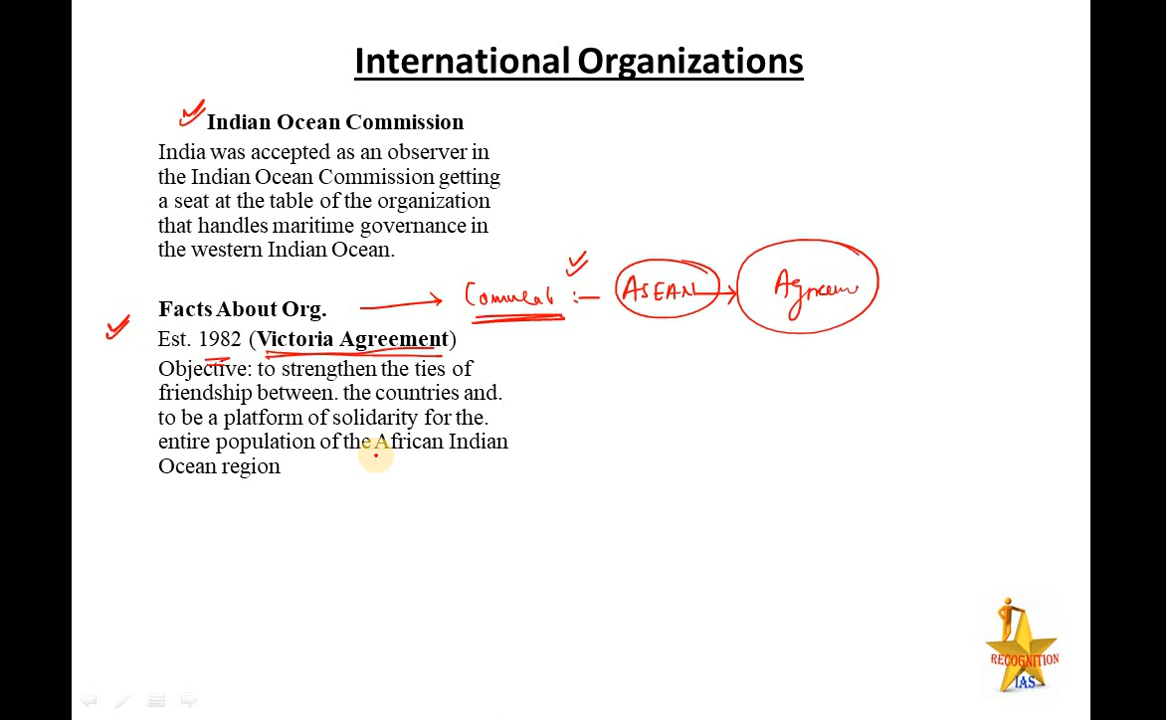 International Organizations
Indian Ocean Commission
India was accepted as an observer in
the Indian Ocean Commission getting
a seat at the table of the organization
that handles maritime governance in
the western Indian Ocean.
:- ASEAN
Facts About Org.
Est. 1982 (Victoria Agreement)
Objective: to strengthen the ties of
friendship between. the countries and.
to be a platform of solidarity for the.
entire population of the African Indian
Ocean region
RECOGNITION
IAS